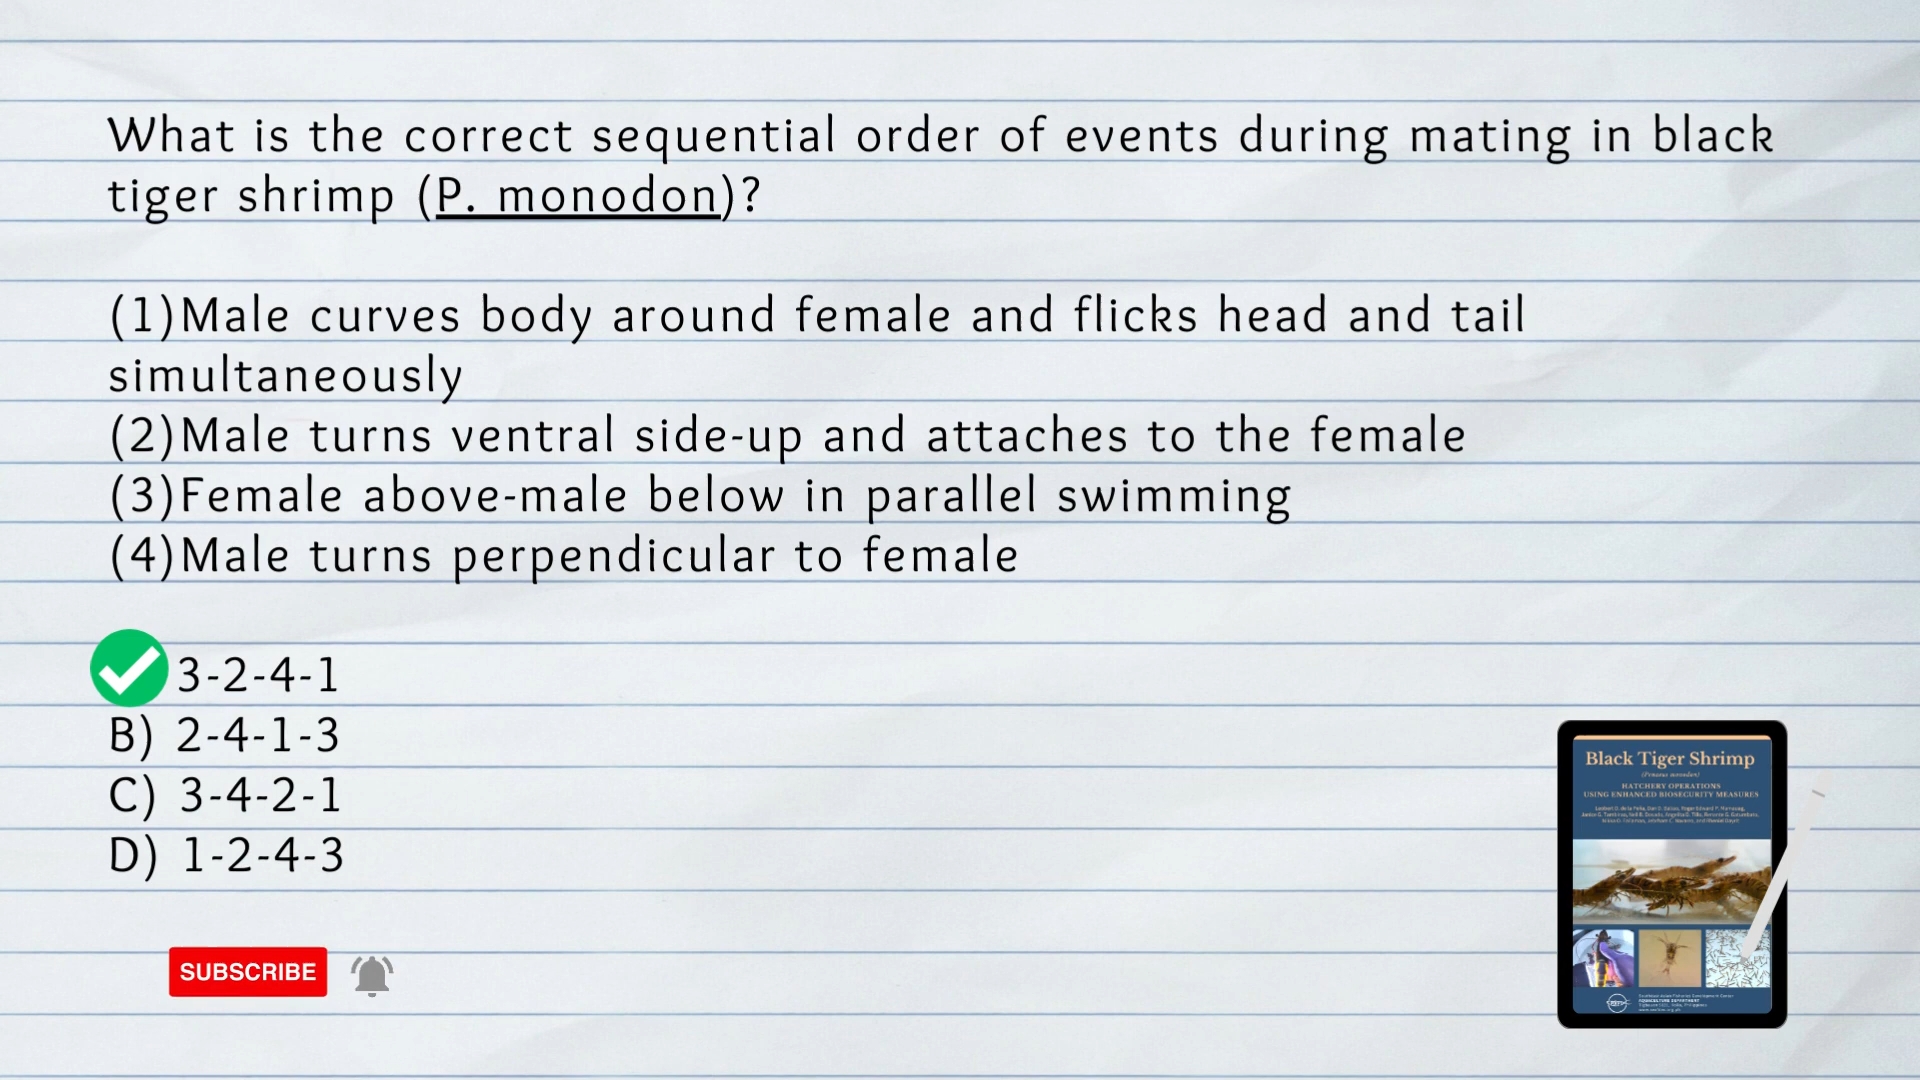 What is the correct sequential order of events during mating in black
tiger shrimp (P. monodon)?
(1)Male curves body around female and flicks head and tail
simultaneously
(2)Male turns ventral side-up and attaches to the female
(3)Female above-male below in parallel swimming
(4)Male turns perpendicular to female
3-2-4-1
B) 2-4-1-3
C) 3-4-2-1
D) 1-2-4-3
SUBSCRIBE
Black Tiger Shrimp
(Penaeus monodon)
HATCHERY OPERATIONS
USING ENHANCED BIOSECURITY MEASURES